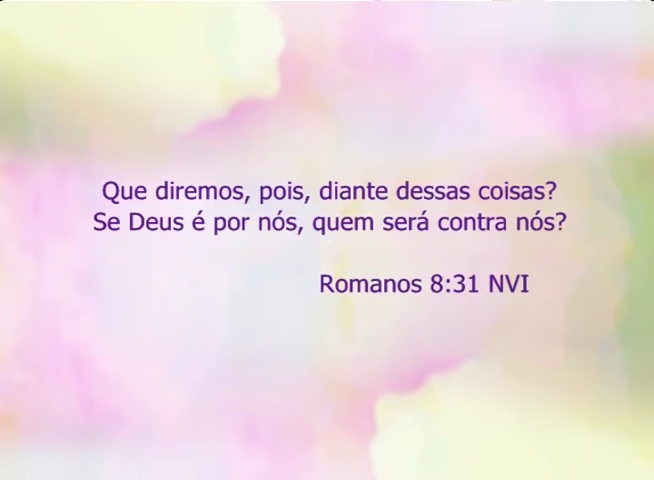 Que diremos, pois, diante dessas coisas?
Se Deus é por nós, quem será contra nós?
Romanos 8:31 NVI